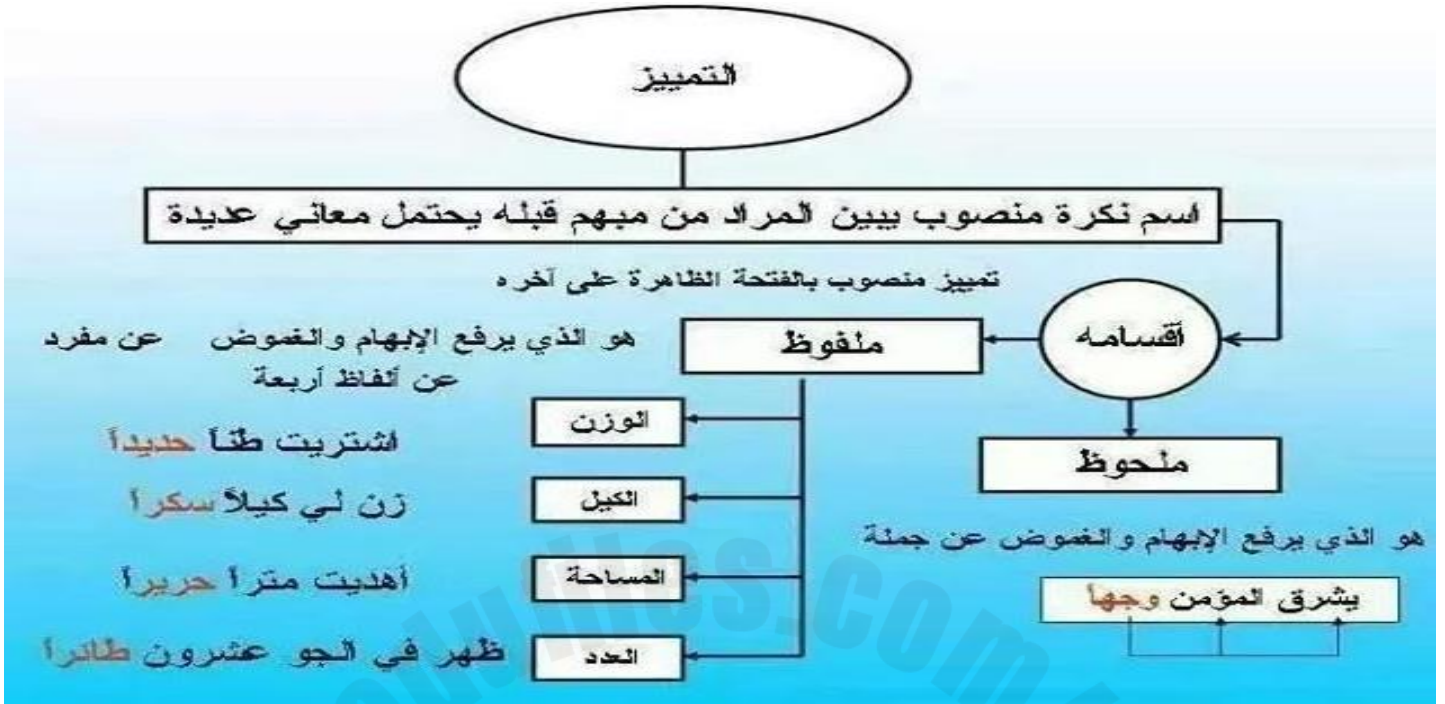 التمييز
اسم نكرة منصوب يبين المراد من مبهم قبله يحتمل معاني عديدة
تمييز منصوب بالفتحة الظاهرة على آخره
أقسامه
ملفوظ
هو الذي يرفع الإبهام والغموض عن مفرد
عن ألفاظ أربعة
الوزن
اشتريت طناً حديداً
الكيل
زن لي كيلاً سكراً
المساحة
أهديت متراً حريراً
العدد
ظهر في الجو عشرون طائراً
ملحوظ
هو الذي يرفع الإبهام والغموض عن جملة
يشرق المؤمن وجهاً